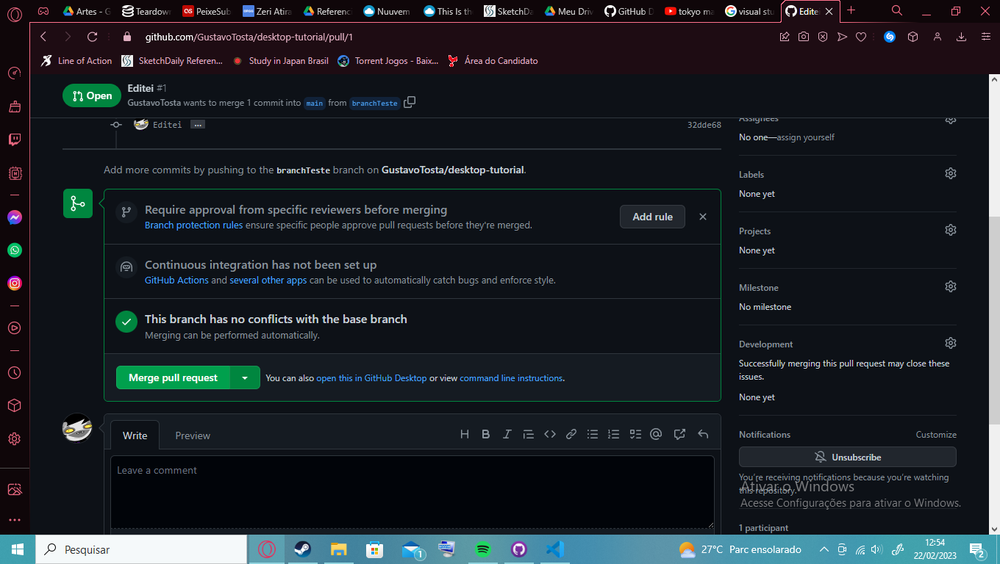 Artes - G
Teardown
PeixeSub
Zeri Atira
Referenc
Nuuvem
This Is th
SketchDa
Meu Driv
GitHub D
tokyo ma
visual stu
Editei
github.com/GustavoTosta/desktop-tutorial/pull/1
Line of Action
SketchDaily Referen...
Study in Japan Brasil
Torrent Jogos - Baix...
Área do Candidato
Open
Editei #1
GustavoTosta wants to merge 1 commit into main from branchTeste
Editei ...
32dde68
Add more commits by pushing to the branchTeste branch on GustavoTosta/desktop-tutorial.
Require approval from specific reviewers before merging
Branch protection rules ensure specific people approve pull requests before they're merged.
Add rule
Continuous integration has not been set up
GitHub Actions and several other apps can be used to automatically catch bugs and enforce style.
This branch has no conflicts with the base branch
Merging can be performed automatically.
Merge pull request
You can also open this in GitHub Desktop or view command line instructions.
Write
Preview
Leave a comment
Assignees
No one—assign yourself
Labels
None yet
Projects
None yet
Milestone
No milestone
Development
Successfully merging this pull request may close these
issues.
None yet
Notifications
Customize
Unsubscribe
You're receiving notifications because you're watching
this repository.
Ativar o Windows
Acesse Configurações para ativar o Windows.
1 participant
Pesquisar
1
27°C Parc ensolarado
12:54
22/02/2023
2